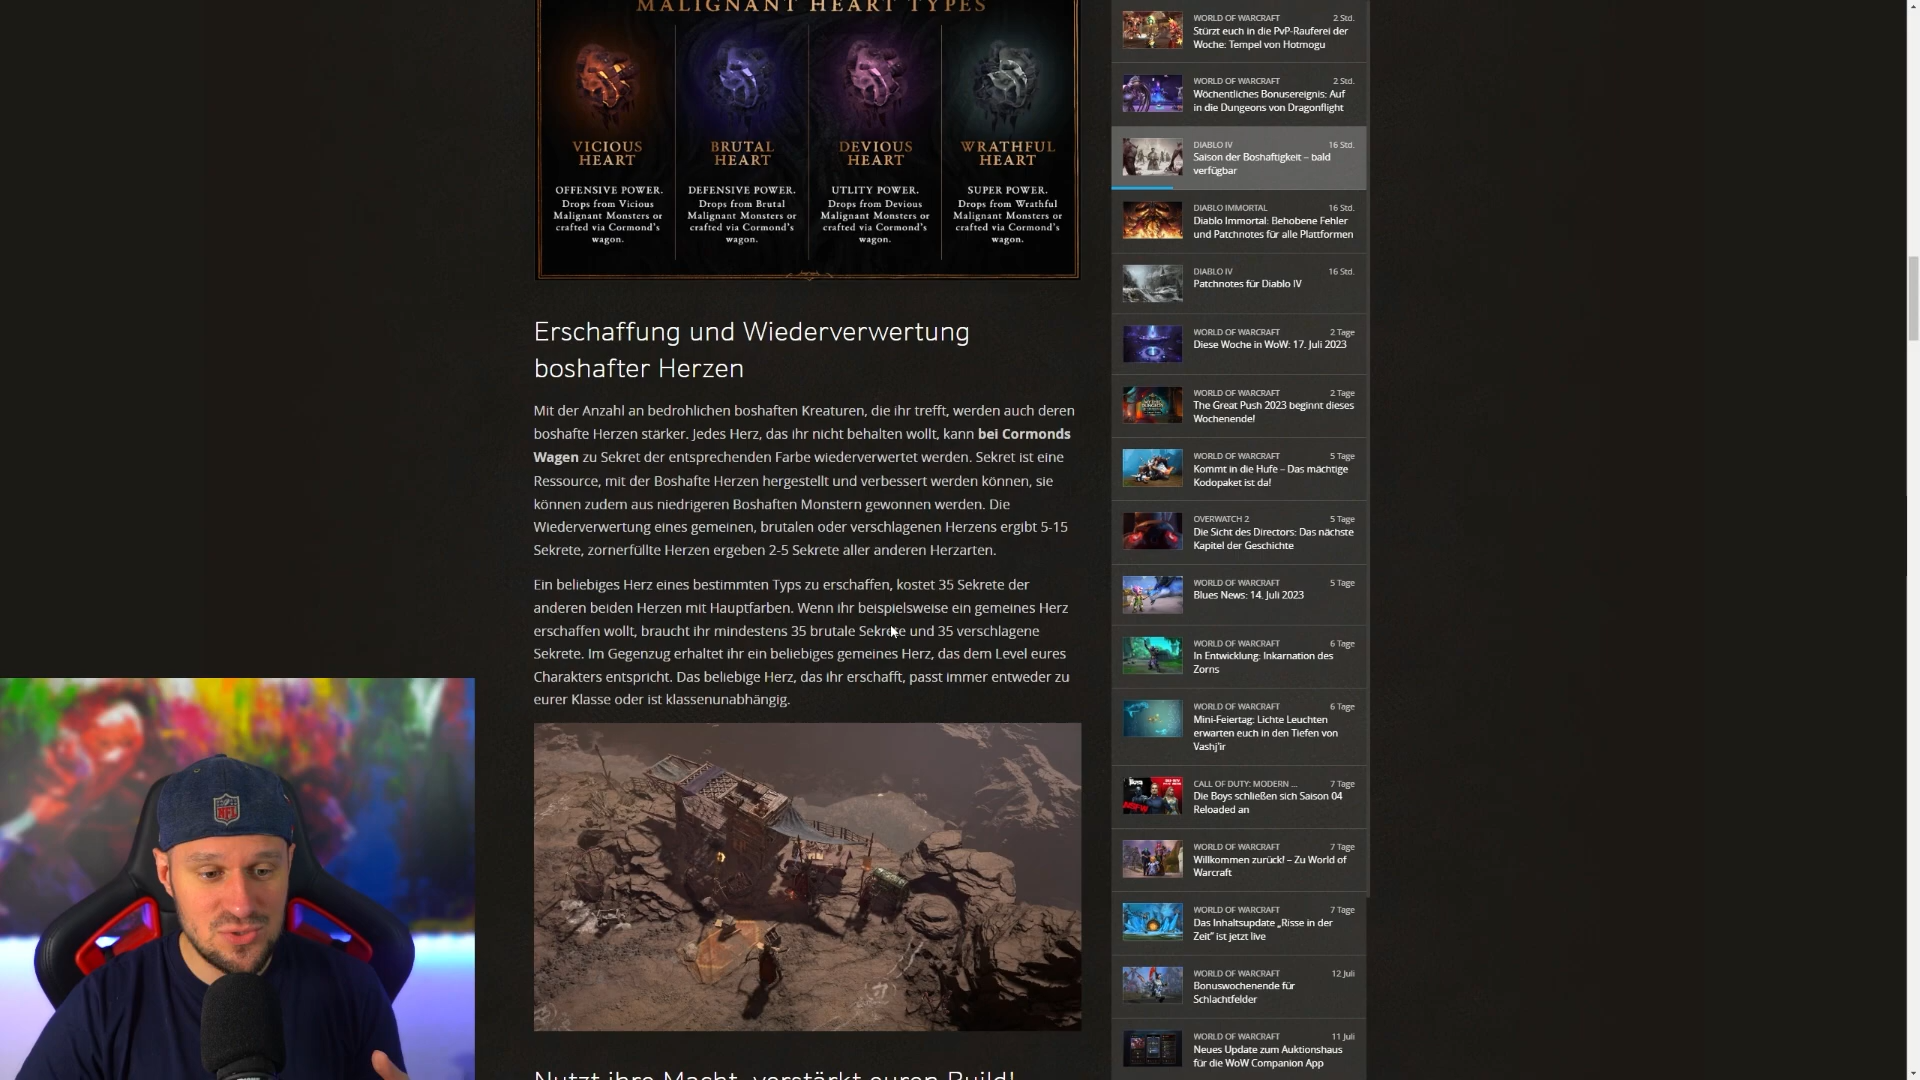 MALIGNANT HEART TYPES
VICIOUS
HEART
OFFENSIVE POWER.
Drops from Vicious
Malignant Monsters or
crafted via Cormond's
wagon.
BRUTAL
HEART
DEFENSIVE POWER.
Drops from Brutal
Malignant Monsters or
crafted via Cormond's
wagon.
DEVIOUS
HEART
UTLITY POWER.
Drops from Devious
Malignant Monsters or
crafted via Cormond's
wagon.
WRATHFUL
HEART
SUPER POWER.
Drops from Wrathful
Malignant Monsters or
crafted via Cormond's
wagon.
Erschaffung und Wiederverwertung
boshafter Herzen
Mit der Anzahl an bedrohlichen boshaften Kreaturen, die ihr trefft, werden auch deren
boshafte Herzen stärker. Jedes Herz, das ihr nicht behalten wollt, kann bei Cormonds
Wagen zu Sekret der entsprechenden Farbe wiederverwertet werden. Sekret ist eine
Ressource, mit der Boshafte Herzen hergestellt und verbessert werden können, sie
können zudem aus niedrigeren Boshaften Monstern gewonnen werden. Die
Wiederverwertung eines gemeinen, brutalen oder verschlagenen Herzens ergibt 5-15
Sekrete, zornerfüllte Herzen ergeben 2-5 Sekrete aller anderen Herzarten.
Ein beliebiges Herz eines bestimmten Typs zu erschaffen, kostet 35 Sekrete der
anderen beiden Herzen mit Hauptfarben. Wenn ihr beispielsweise ein gemeines Herz
erschaffen wollt, braucht ihr mindestens 35 brutale Sekrete und 35 verschlagene
Sekrete. Im Gegenzug erhaltet ihr ein beliebiges gemeines Herz, das dem Level eures
Charakters entspricht. Das beliebige Herz, das ihr erschafft, passt immer entweder zu
eurer Klasse oder ist klassenunabhängig.
Nutzt ihre Macht, verstärkt euren Build!
WORLD OF WARCRAFT 2 Std.
Stürzt euch in die PvP-Rauferei der
Woche: Tempel von Hotmogu
WORLD OF WARCRAFT 2 Std.
Wöchentliches Bonusereignis: Auf
in die Dungeons von Dragonflight
DIABLO IV 16 Std.
Saison der Boshaftigkeit – bald
verfügbar
DIABLO IMMORTAL 16 Std.
Diablo Immortal: Behobene Fehler
und Patchnotes für alle Plattformen
DIABLO IV 16 Std.
Patchnotes für Diablo IV
WORLD OF WARCRAFT 2 Tage
Diese Woche in WoW: 17. Juli 2023
WORLD OF WARCRAFT 2 Tage
The Great Push 2023 beginnt dieses
Wochenende!
WORLD OF WARCRAFT 5 Tage
Kommt in die Hufe – Das mächtige
Kodopaket ist da!
OVERWATCH 2 5 Tage
Die Sicht des Directors: Das nächste
Kapitel der Geschichte
WORLD OF WARCRAFT 5 Tage
Blues News: 14. Juli 2023
WORLD OF WARCRAFT 6 Tage
In Entwicklung: Inkarnation des
Zorns
WORLD OF WARCRAFT 6 Tage
Mini-Feiertag: Lichte Leuchten
erwarten euch in den Tiefen von
Vashj'ir
CALL OF DUTY: MODERN ... 7 Tage
Die Boys schließen sich Saison 04
Reloaded an
WORLD OF WARCRAFT 7 Tage
Willkommen zurück! – Zu World of
Warcraft
WORLD OF WARCRAFT 7 Tage
Das Inhaltsupdate „Risse in der
Zeit" ist jetzt live
WORLD OF WARCRAFT 12 Juli
Bonuswochenende für
Schlachtfelder
WORLD OF WARCRAFT 11 Juli
Neues Update zum Auktionshaus
für die WoW Companion App
NFL